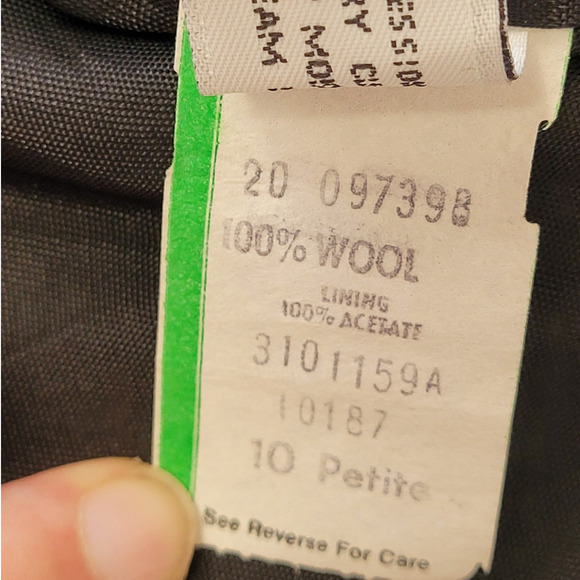 20 097398
100% WOOL
LINING
100% ACETATE
3101159A
10187
10 Petite
See Reverse For Care